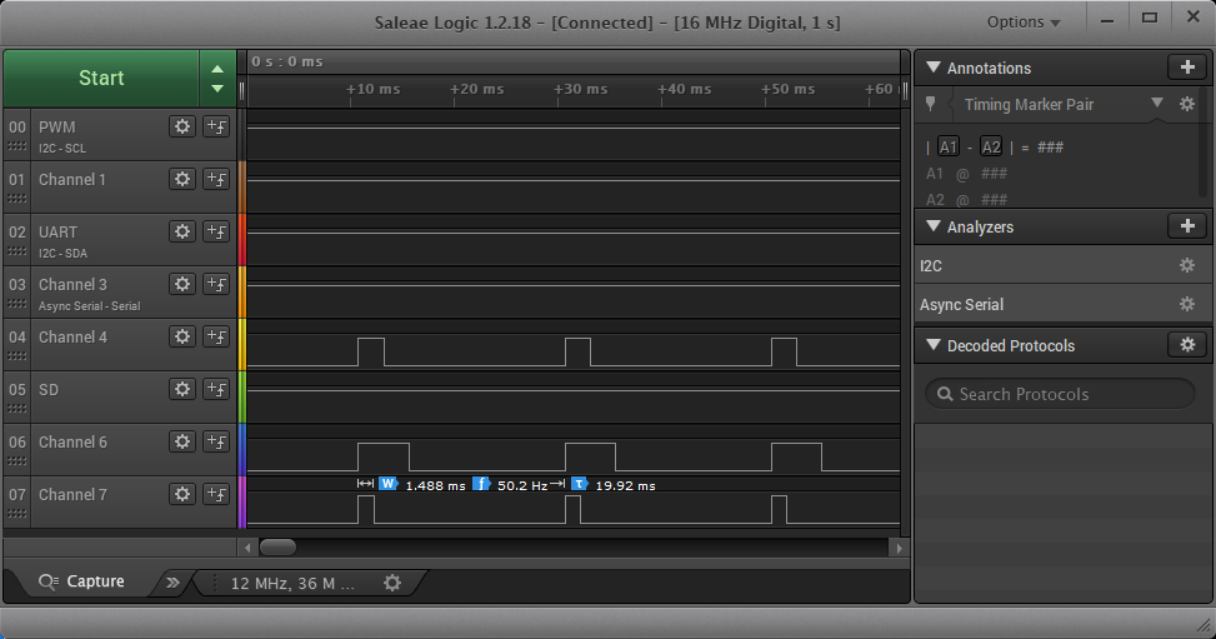 Saleae Logic 1.2.18 - [Connected] - [16 MHz Digital, 1 s]
Options
Start
0 s : 0 ms
+10 ms +20 ms +30 ms +40 ms +50 ms +60
00 PWM
I2C - SCL
01 Channel 1
02 UART
I2C - SDA
03 Channel 3
Async Serial - Serial
04 Channel 4
05 SD
06 Channel 6
07 Channel 7
W 1.488 ms f 50.2 Hz T 19.92 ms
Capture
12 MHz, 36 M ...
Annotations
Timing Marker Pair
| A1 - A2 | = ###
A1 @ ###
A2 @ ###
Analyzers
I2C
Async Serial
Decoded Protocols
Search Protocols